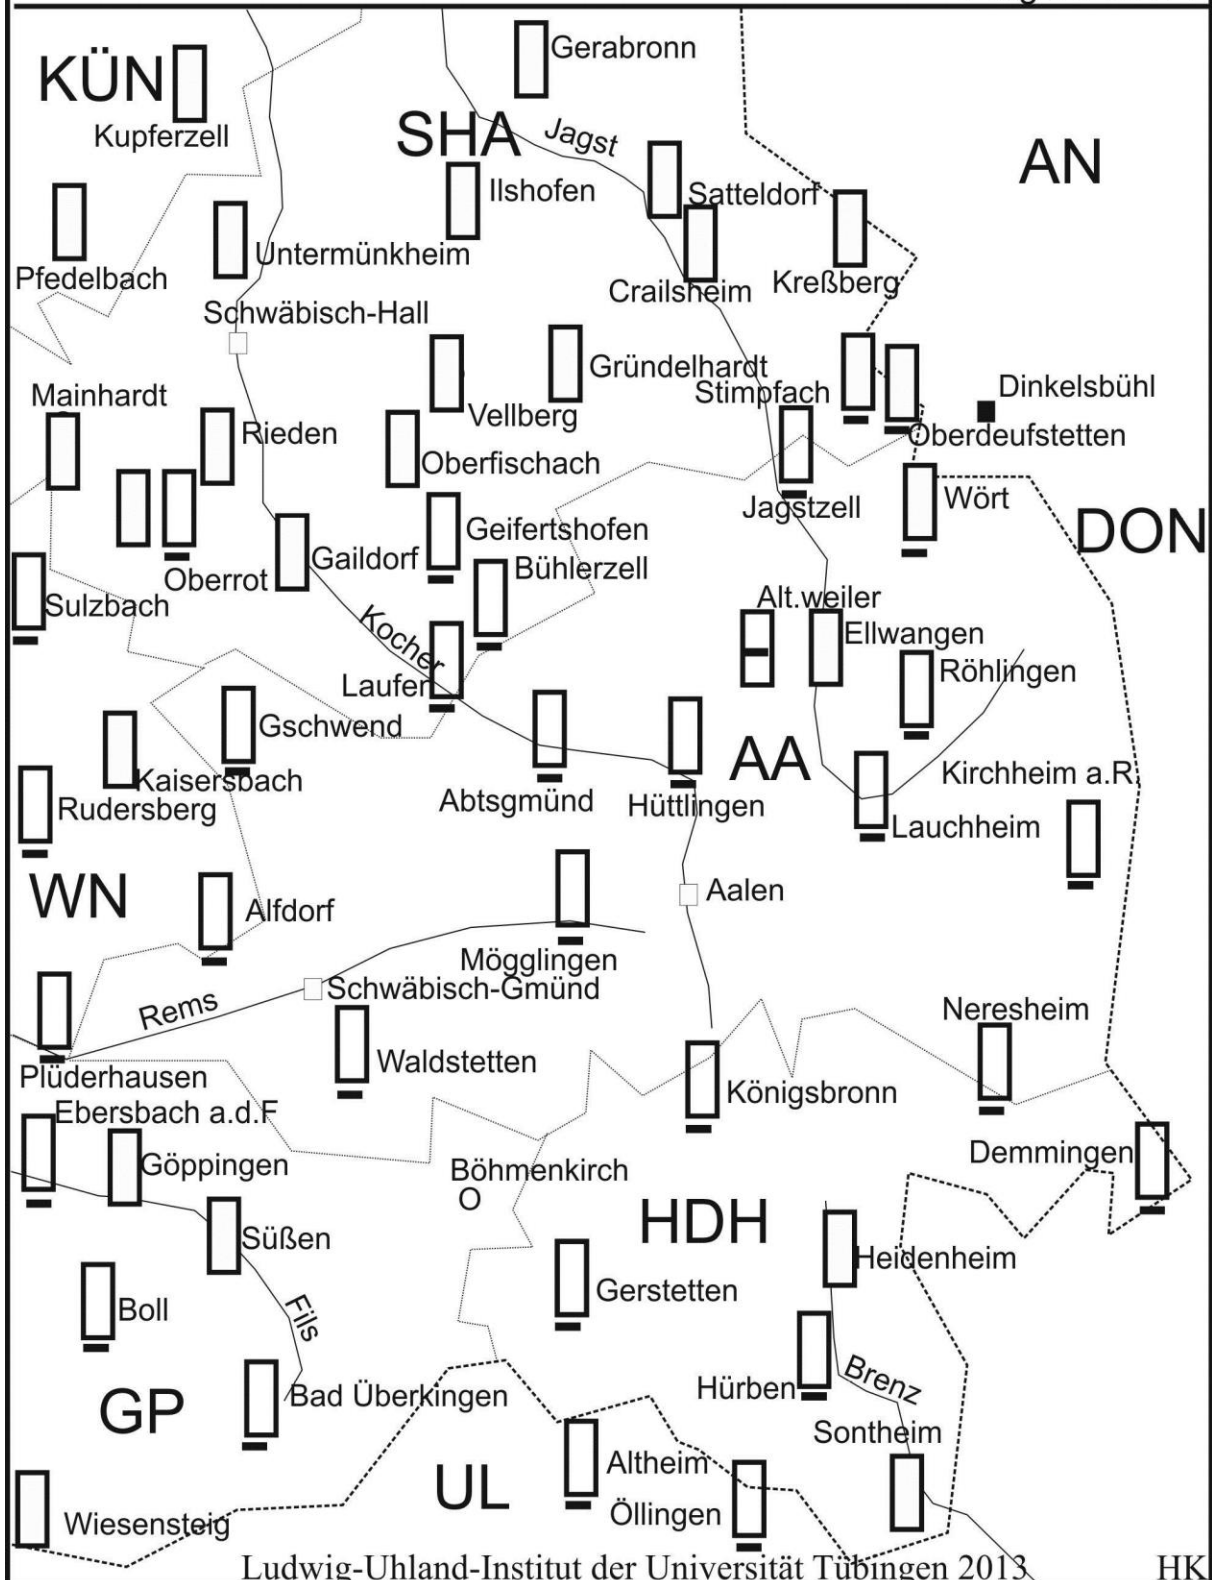 Gerabronn
KÜN
Kupferzell
SHA
Jagst
AN
Ilshofen
Satteldorf
Untermünkheim
Pfedelbach
Crailsheim
Kreßberg
Schwäbisch-Hall
Gründelhardt
Stimpfach
Dinkelsbühl
Mainhardt
Vellberg
Rieden
Oberdeufstetten
Oberfischach
Jagstzell
Wört
Geifertshofen
DON
Gaildorf
Bühlerzell
Oberrot
Sulzbach
Alt.weiler
Kocher
Ellwangen
Röhlingen
Laufen
Gschwend
AA
Kaisersbach
Kirchheim a.R.
Rudersberg
Abtsgmünd
Hüttlingen
Lauchheim
WN
Aalen
Alfdorf
Mögglingen
Schwäbisch-Gmünd
Rems
Neresheim
Waldstetten
Plüderhausen
Königsbronn
Ebersbach a.d.F
Göppingen
Böhmenkirch
Demmingen
HDH
Süßen
Heidenheim
Gerstetten
Boll
Fils
Hürben
Brenz
GP
Bad Überkingen
Sontheim
Altheim
UL
Öllingen
Wiesensteig
Ludwig-Uhland-Institut der Universität Tübingen 2013 HK